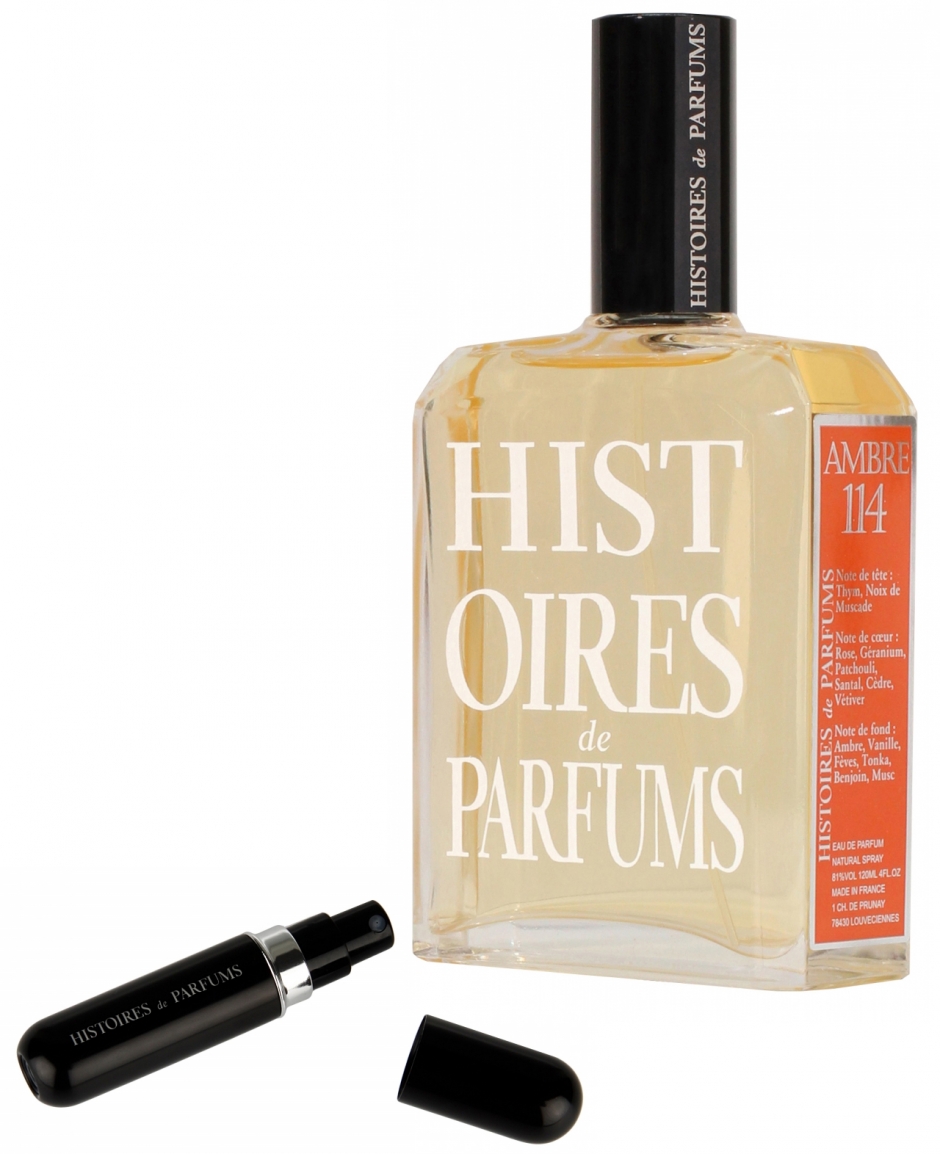 HISTOIRES de PARFUMS
HIST
OIRES
de
PARFUMS
AMBRE
114
HISTOIRES de PARFUMS
Note de tête :
Thym, Noix de
Muscade
Note de cœur :
Rose, Géranium,
Patchouli,
Santal, Cèdre,
Vétiver
Note de fond :
Ambre, Vanille,
Fèves, Tonka,
Benjoin, Musc
EAU DE PARFUM
NATURAL SPRAY
81%VOL 120ML 4FL.OZ
MADE IN FRANCE
1 CH. DE PRUNAY
78430 LOUVECIENNES
HISTOIRES de PARFUMS